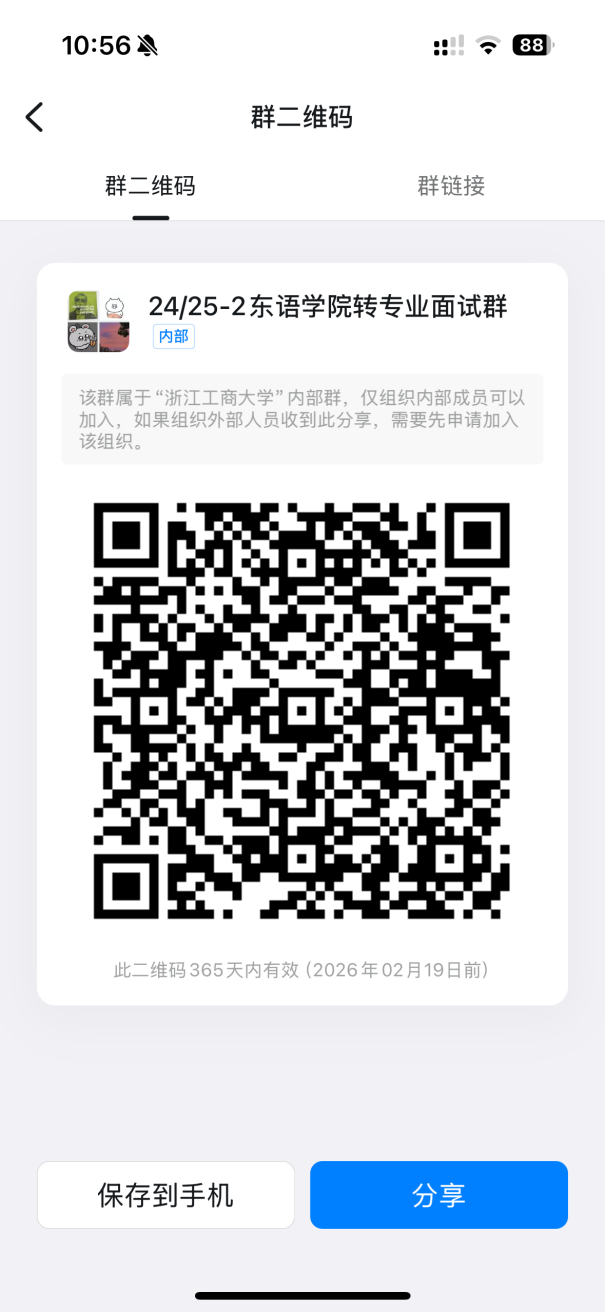 10:56
88
群二维码
群二维码
群链接
24/25-2东语学院转专业面试群
内部
该群属于“浙江工商大学”内部群，仅组织内部成员可以
加入，如果组织外部人员收到此分享，需要先申请加入
该组织。
此二维码365天内有效 (2026年02月19日前)
保存到手机
分享